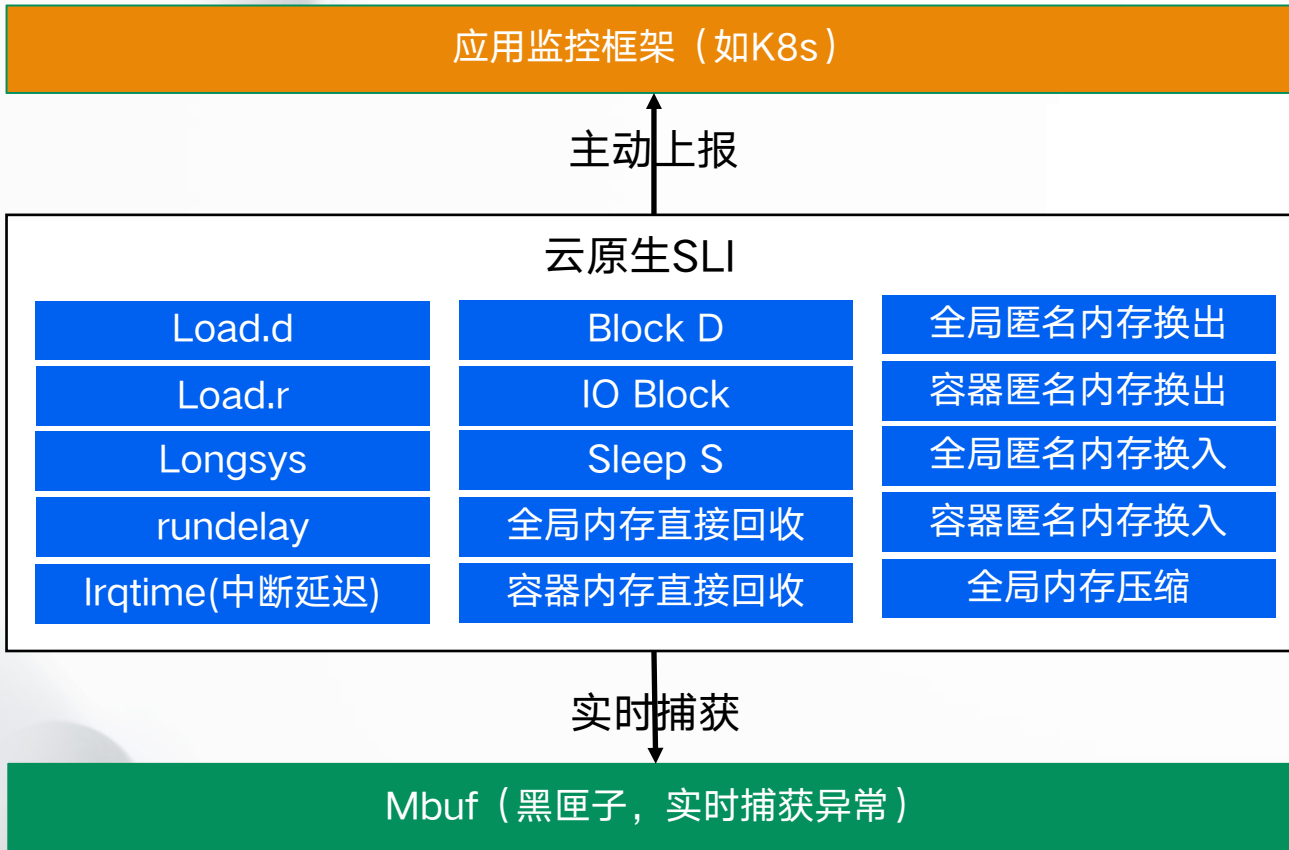 应用监控框架（如K8s）
主动上报
云原生SLI
Load.d
Block D
全局匿名内存换出
Load.r
IO Block
容器匿名内存换出
Longsys
Sleep S
全局匿名内存换入
rundelay
全局内存直接回收
容器匿名内存换入
Irqtime(中断延迟)
容器内存直接回收
全局内存压缩
实时捕获
Mbuf（黑匣子，实时捕获异常）